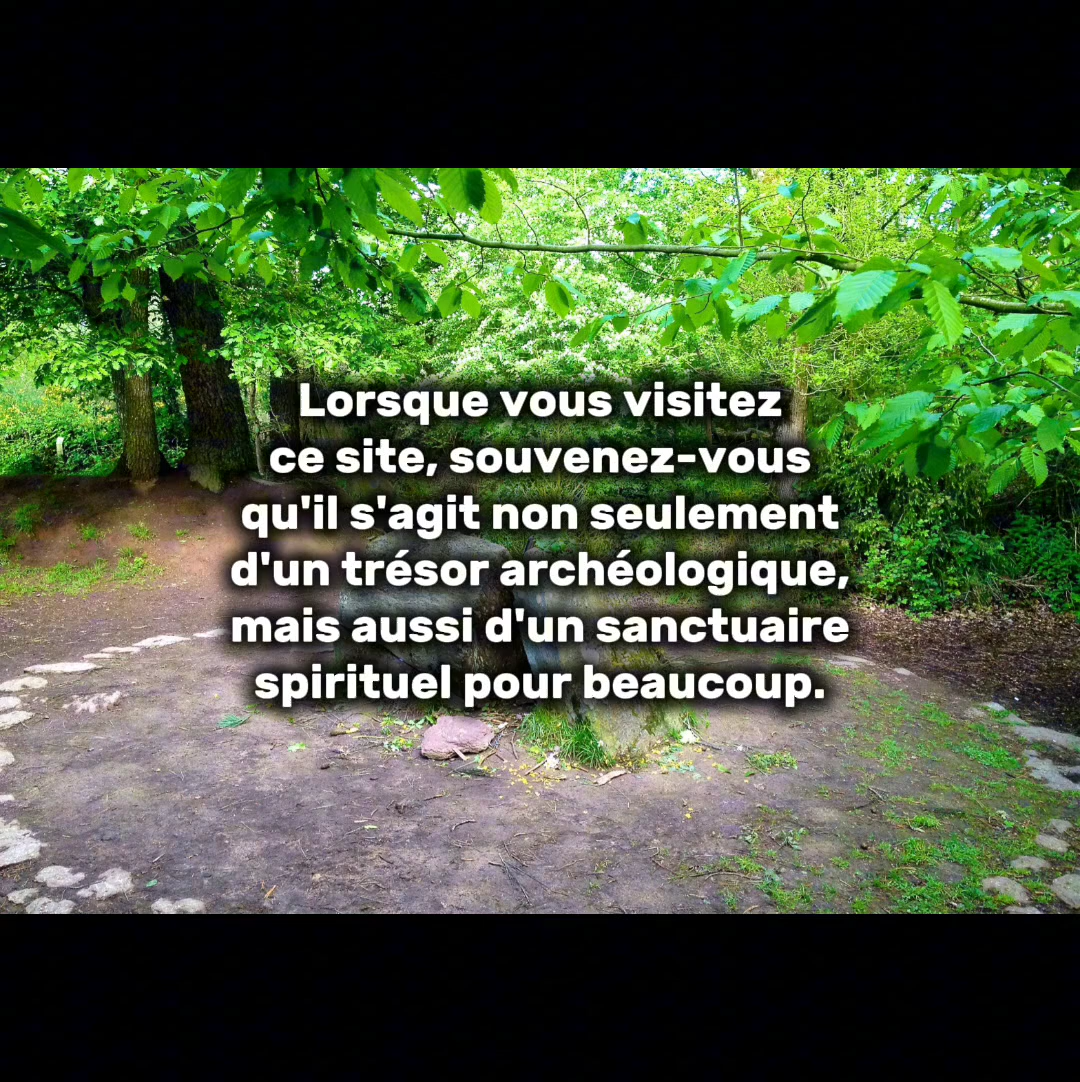 Lorsque vous visitez
ce site, souvenez-vous
qu'il s'agit non seulement
d'un trésor archéologique,
mais aussi d'un sanctuaire
spirituel pour beaucoup.